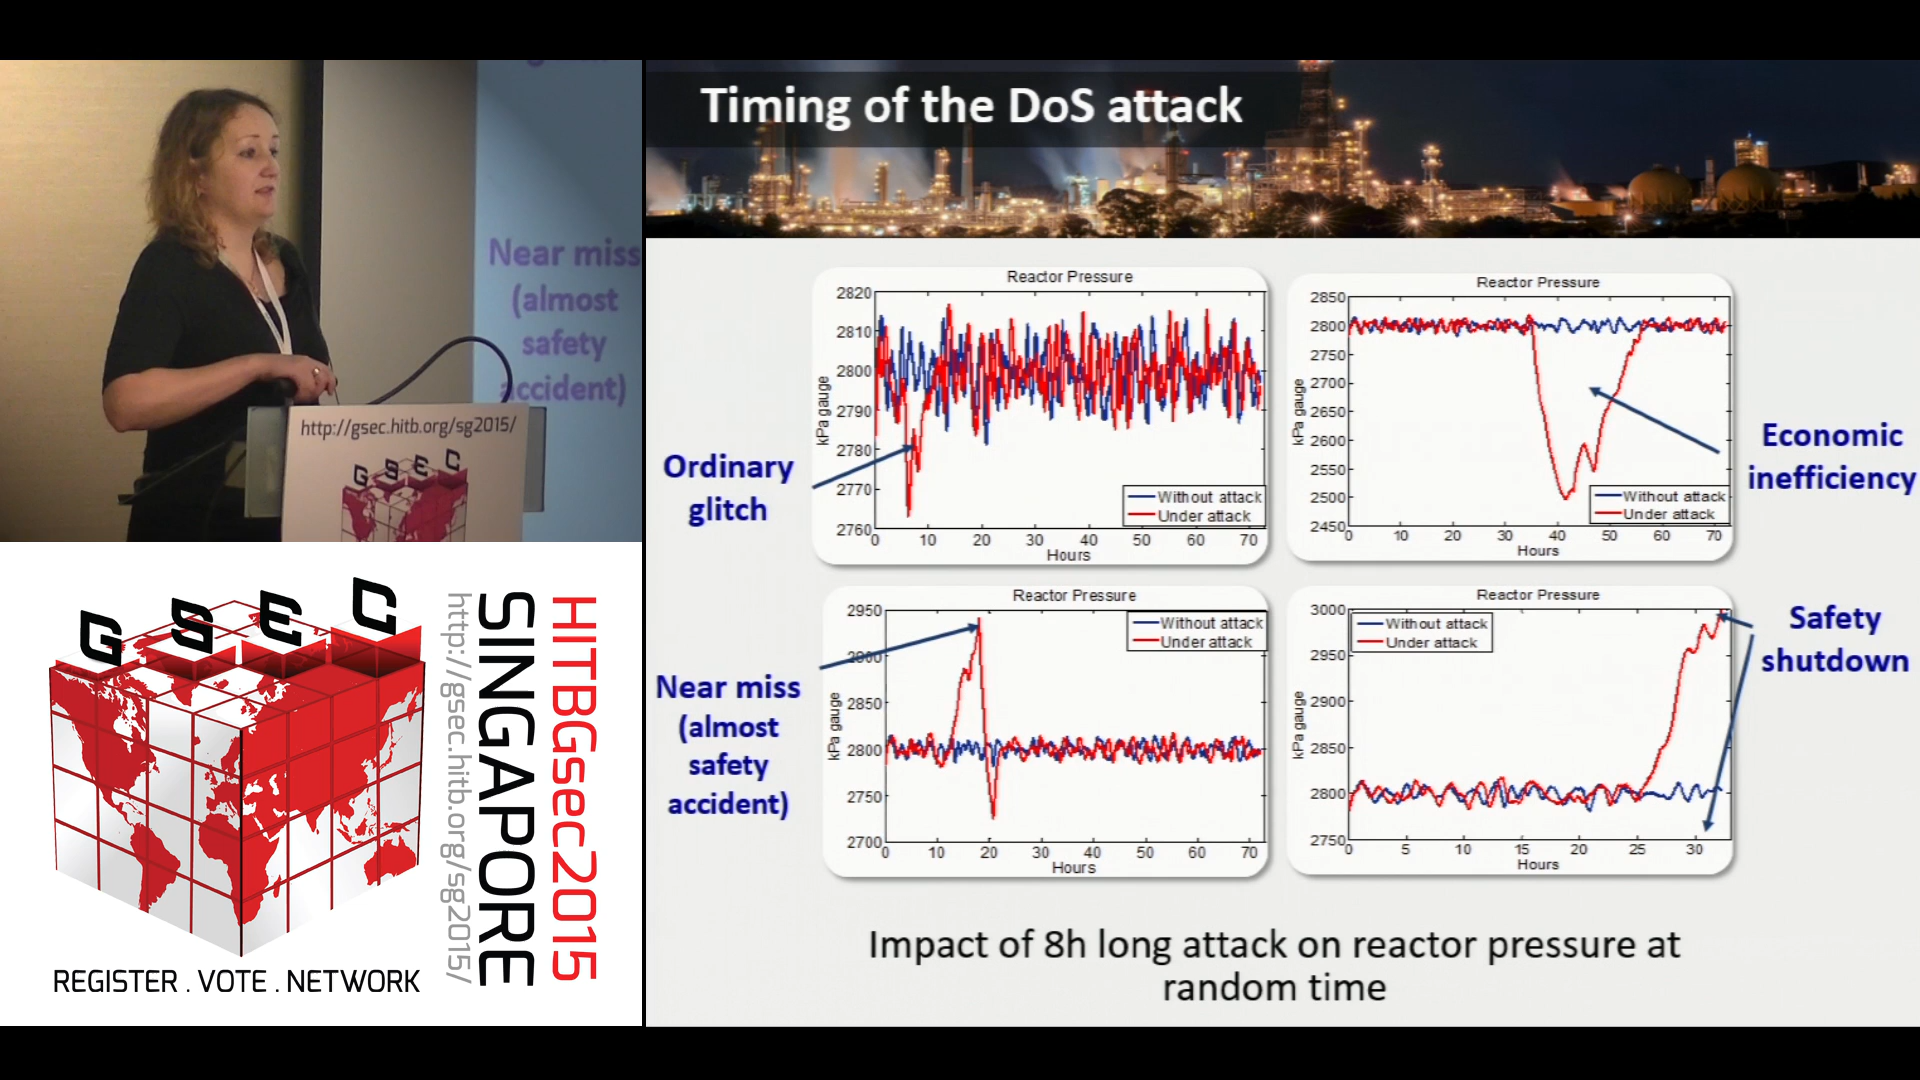 Near miss
(almost
safety
accident)
http://gsec.hitb.org/sg2015/
G S E C
G S E C
HITBGsec2015
SINGAPORE
http://gsec.hitb.org/sg2015/
REGISTER . VOTE . NETWORK
Timing of the DoS attack
Reactor Pressure
2820
2810
2800
2790
2780
2770
2760
kPa gauge
0 10 20 30 40 50 60 70
Hours
Without attack
Under attack
Ordinary
glitch
Reactor Pressure
2850
2800
2750
2700
2650
2600
2550
2500
2450
kPa gauge
0 10 20 30 40 50 60 70
Hours
Without attack
Under attack
Economic
inefficiency
Reactor Pressure
2950
2900
2850
2800
2750
2700
kPa gauge
0 10 20 30 40 50 60 70
Hours
Without attack
Under attack
Near miss
(almost
safety
accident)
Reactor Pressure
3000
2950
2900
2850
2800
2750
kPa gauge
0 5 10 15 20 25 30
Hours
Without attack
Under attack
Safety
shutdown
Impact of 8h long attack on reactor pressure at
random time